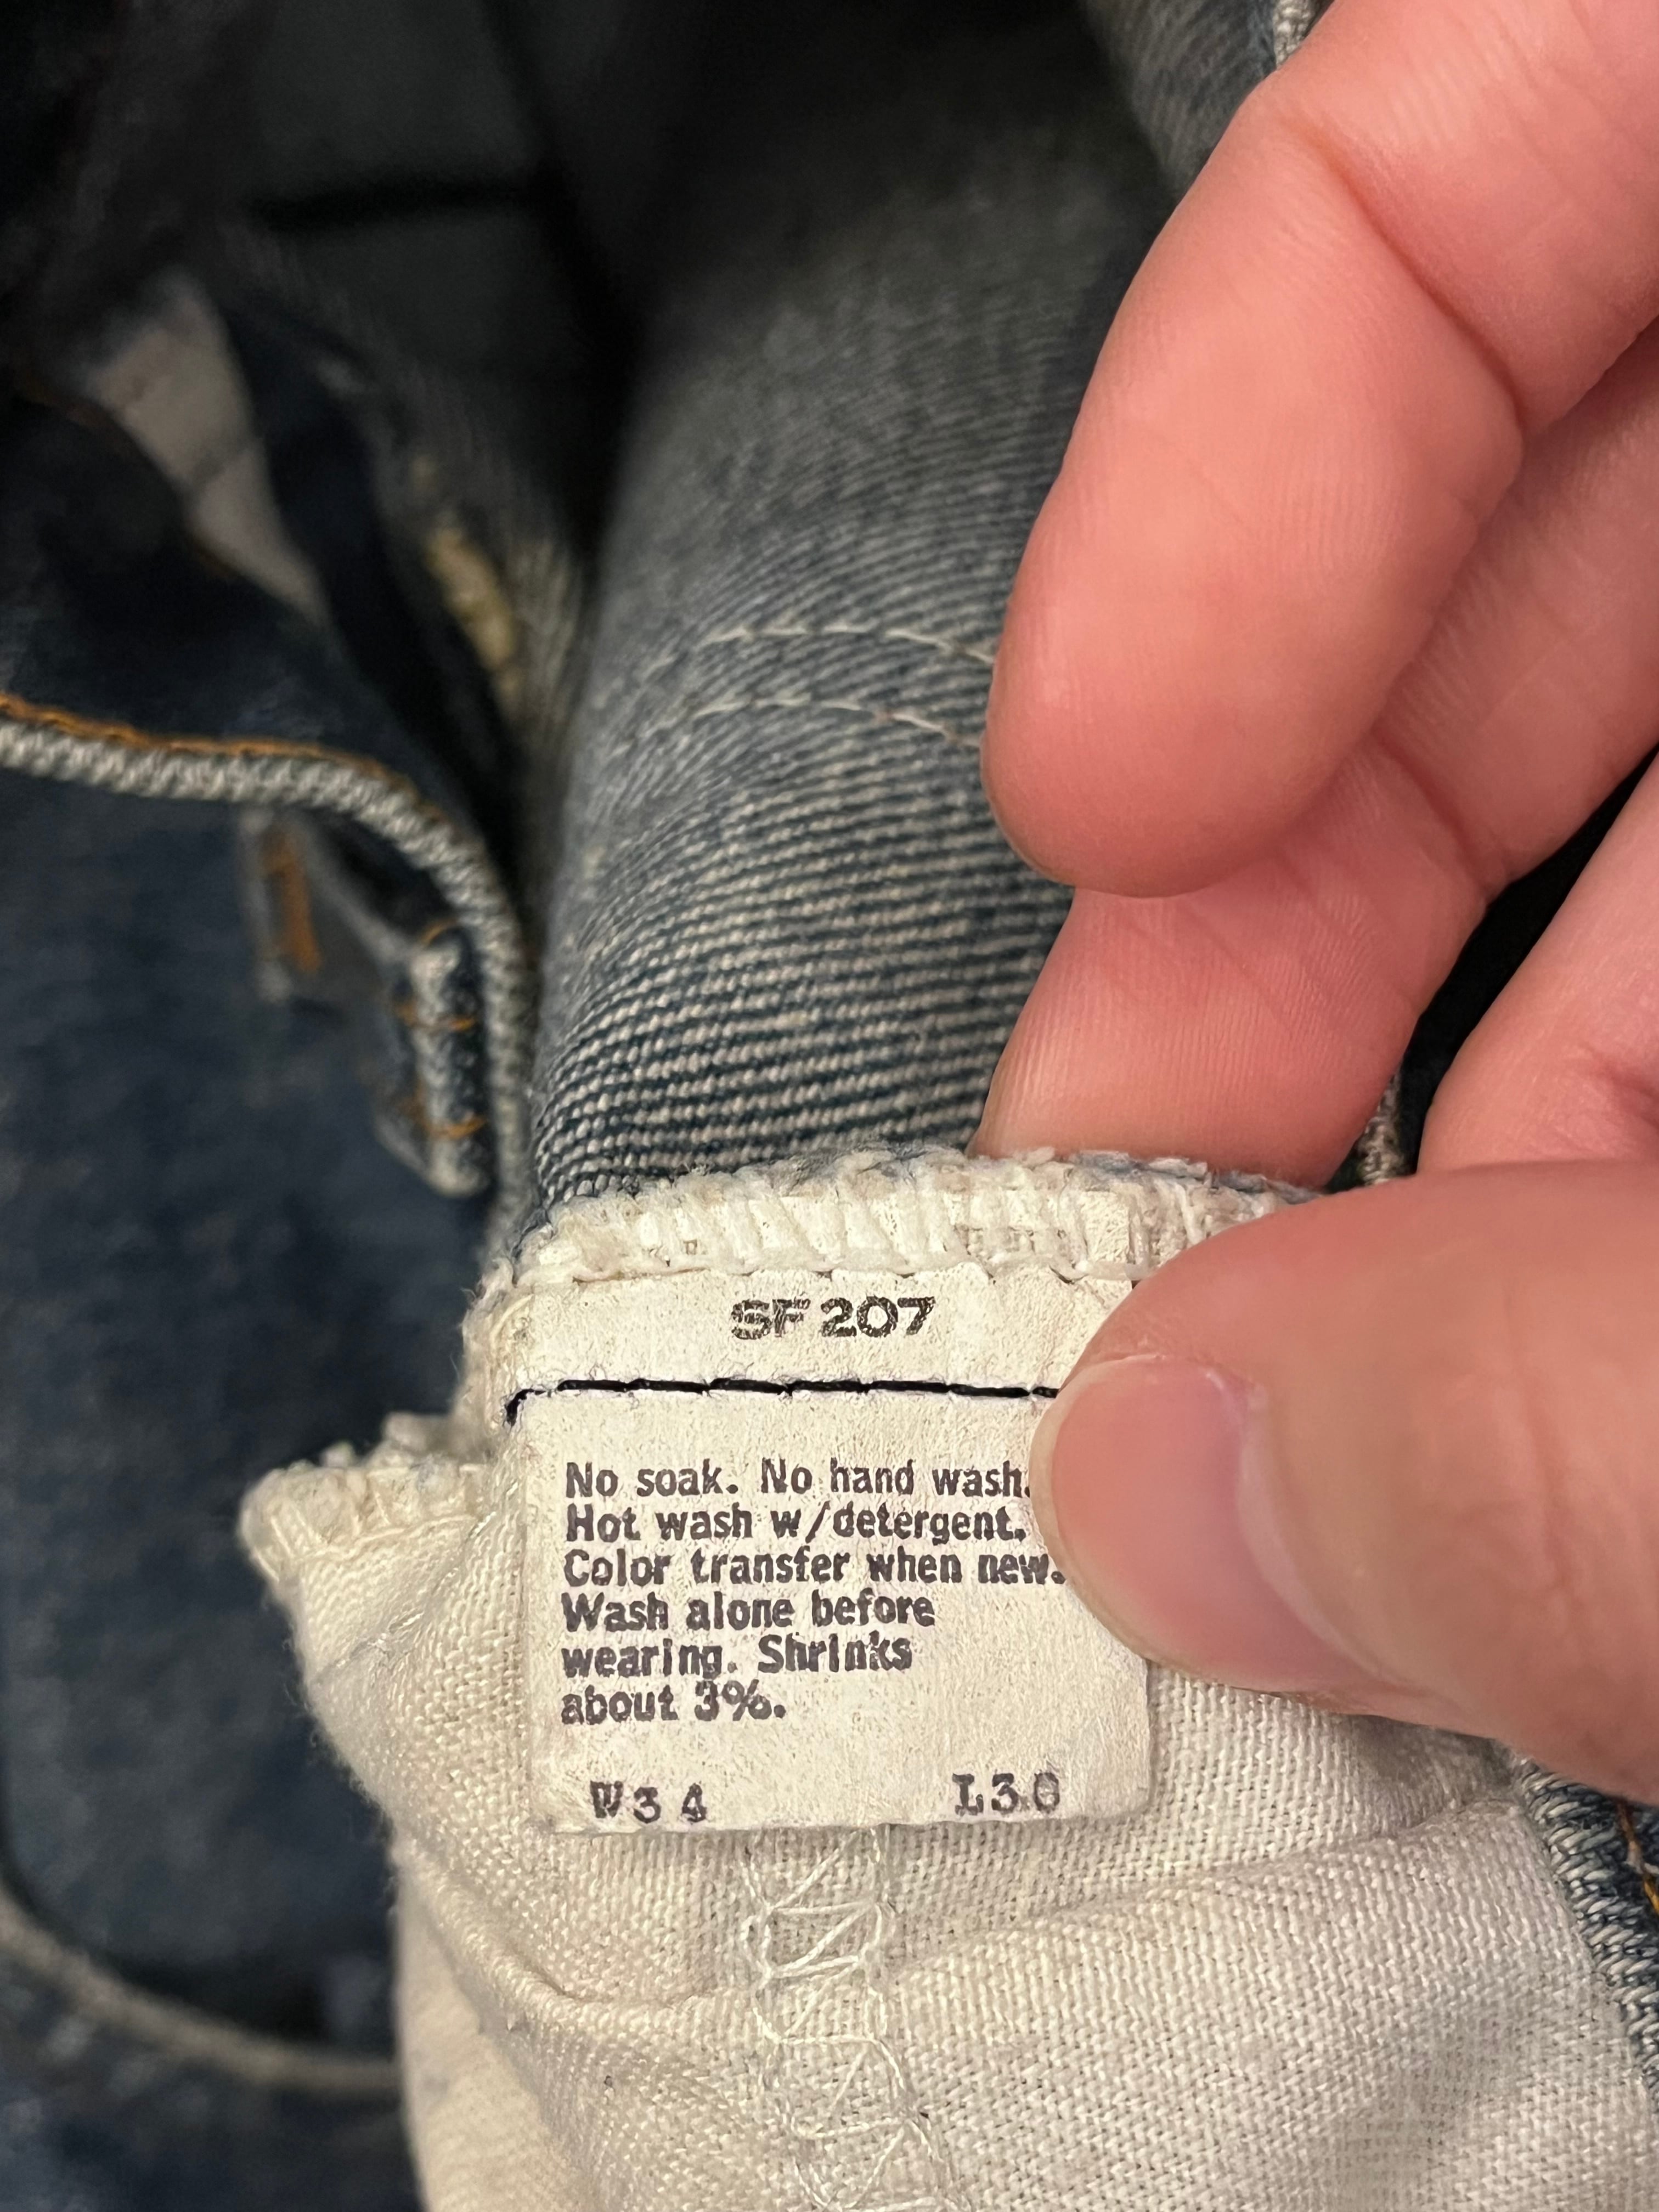 SF 207
No soak. No hand wash.
Hot wash w/detergent.
Color transfer when new.
Wash alone before
wearing. Shrinks
about 3%.
W34 L30